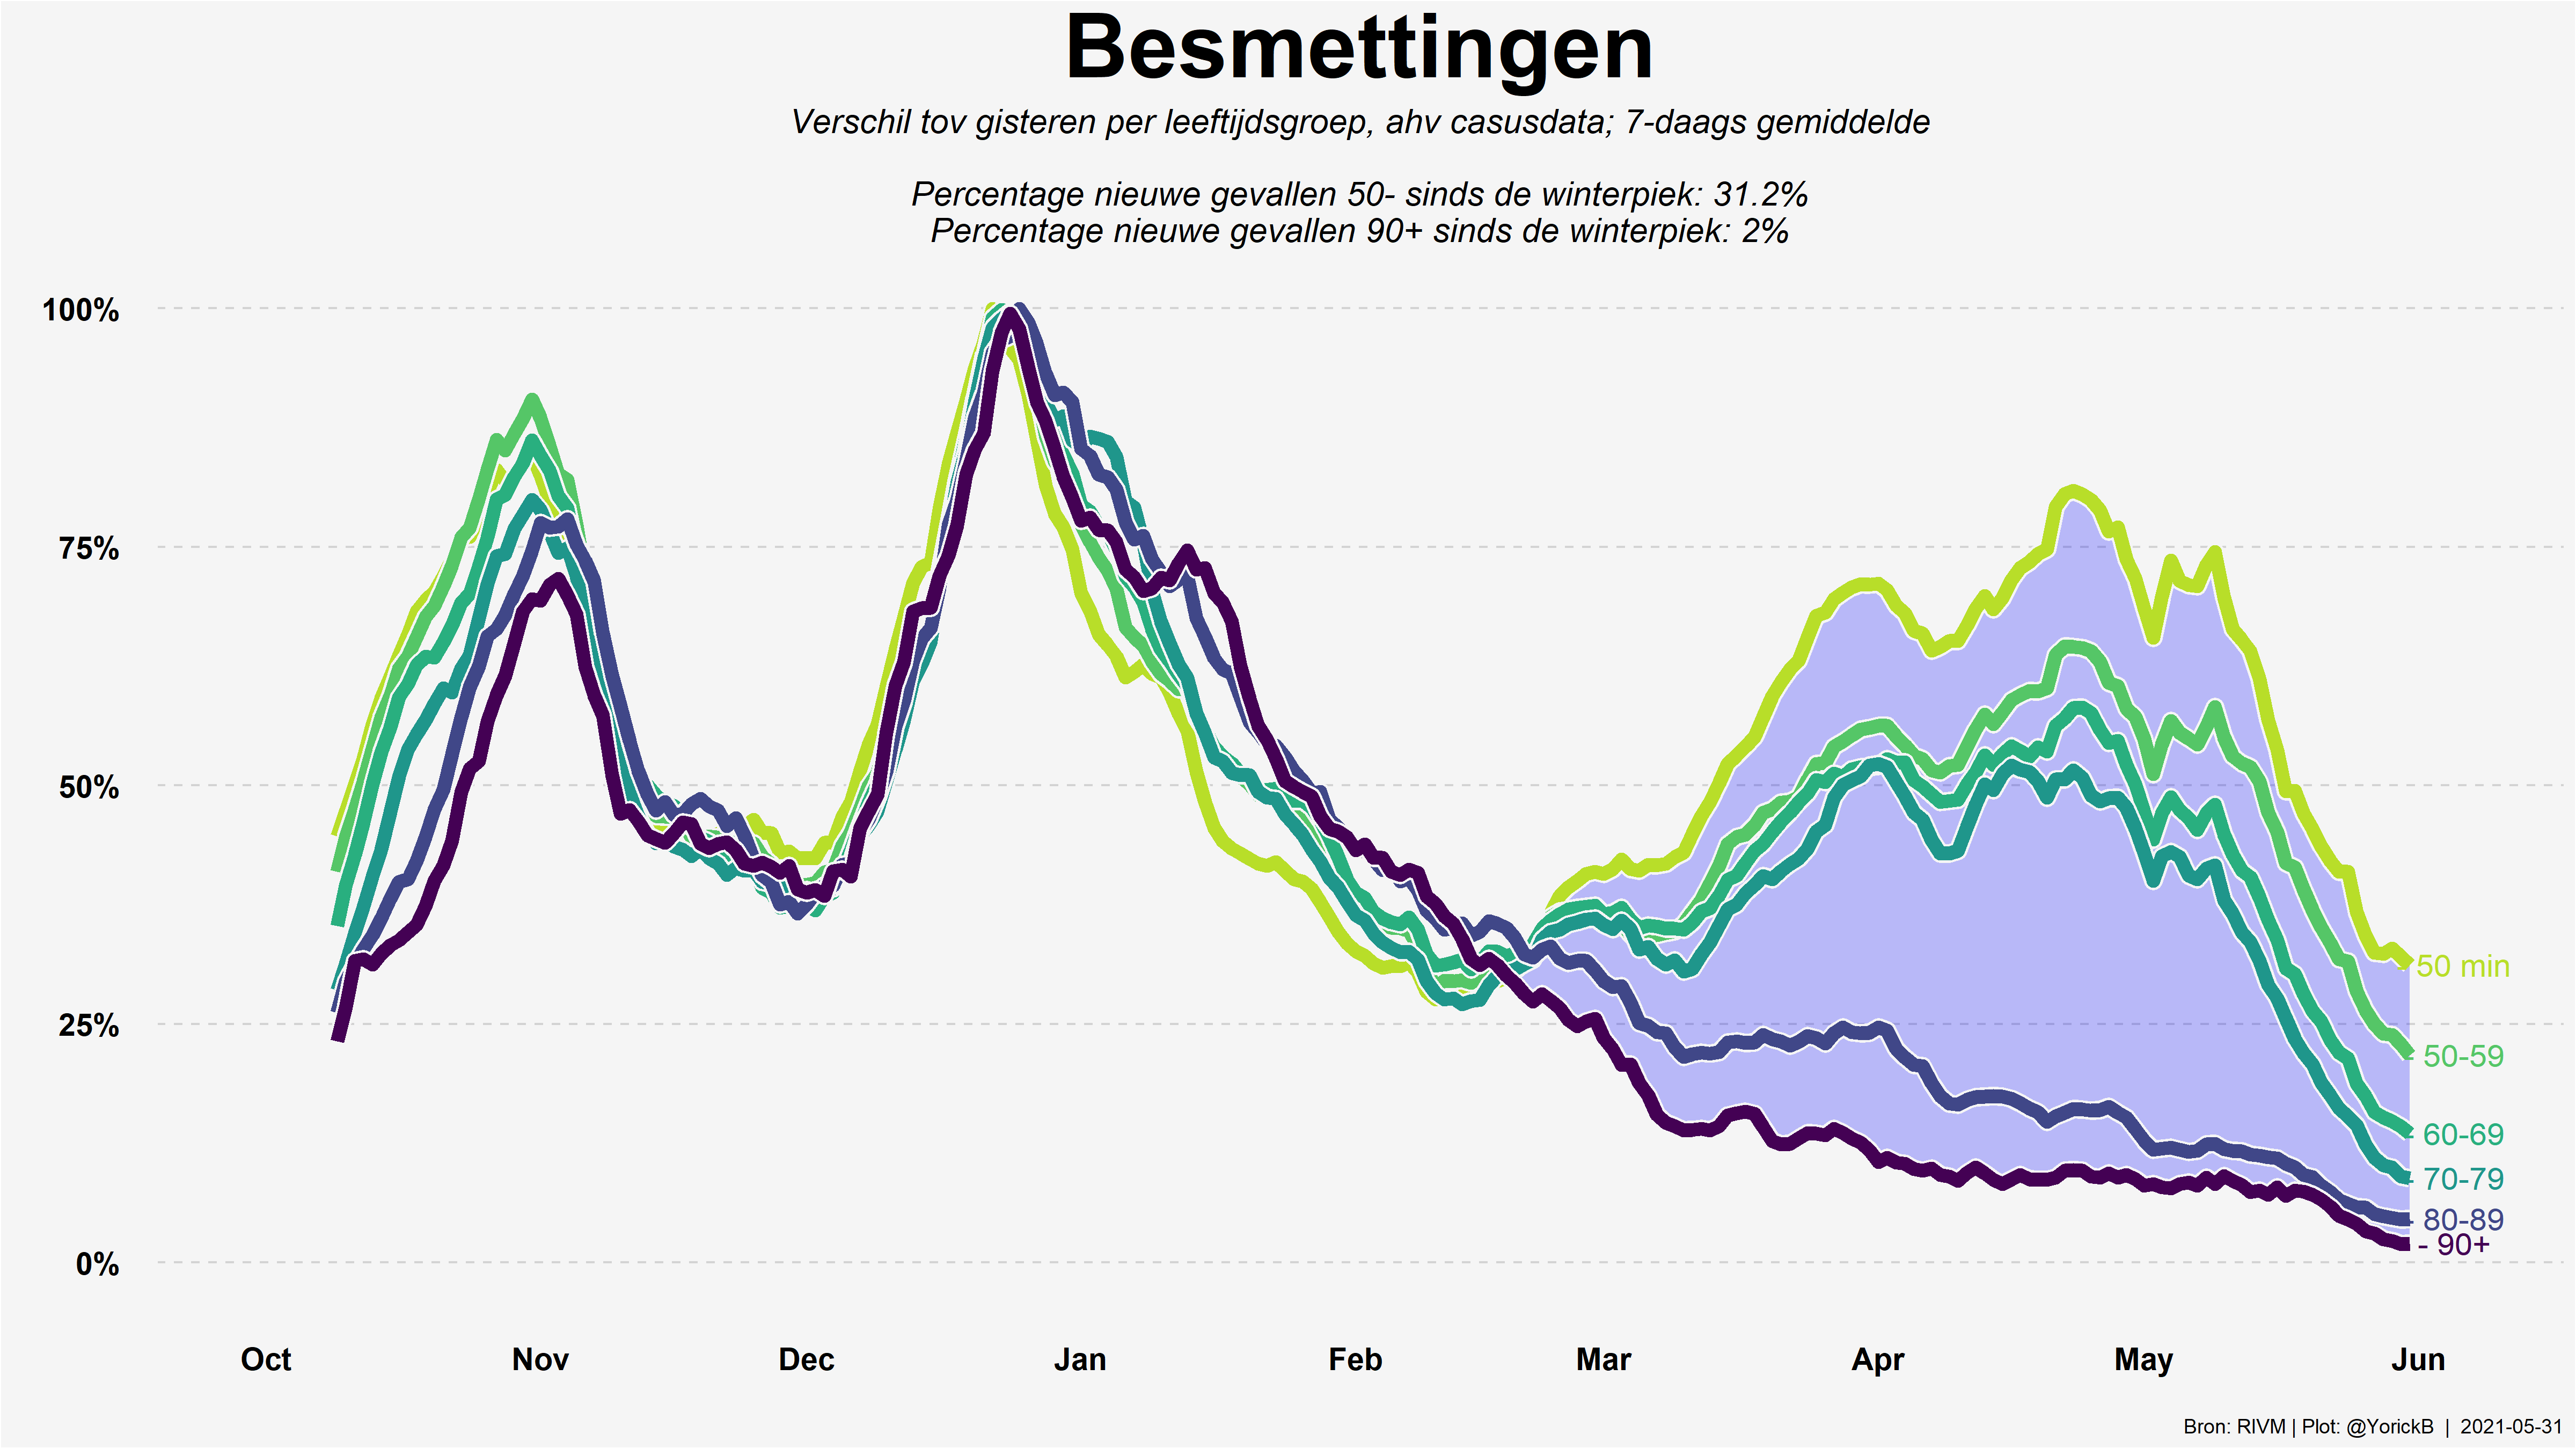 Besmettingen
Verschil tov gisteren per leeftijdsgroep, ahv casusdata; 7-daags gemiddelde
Percentage nieuwe gevallen 50- sinds de winterpiek: 31.2%
Percentage nieuwe gevallen 90+ sinds de winterpiek: 2%
100%
75%
50%
25%
0%
50 min
50-59
60-69
70-79
80-89
- 90+
Oct Nov Dec Jan Feb Mar Apr May Jun
Bron: RIVM | Plot: @YorickB | 2021-05-31